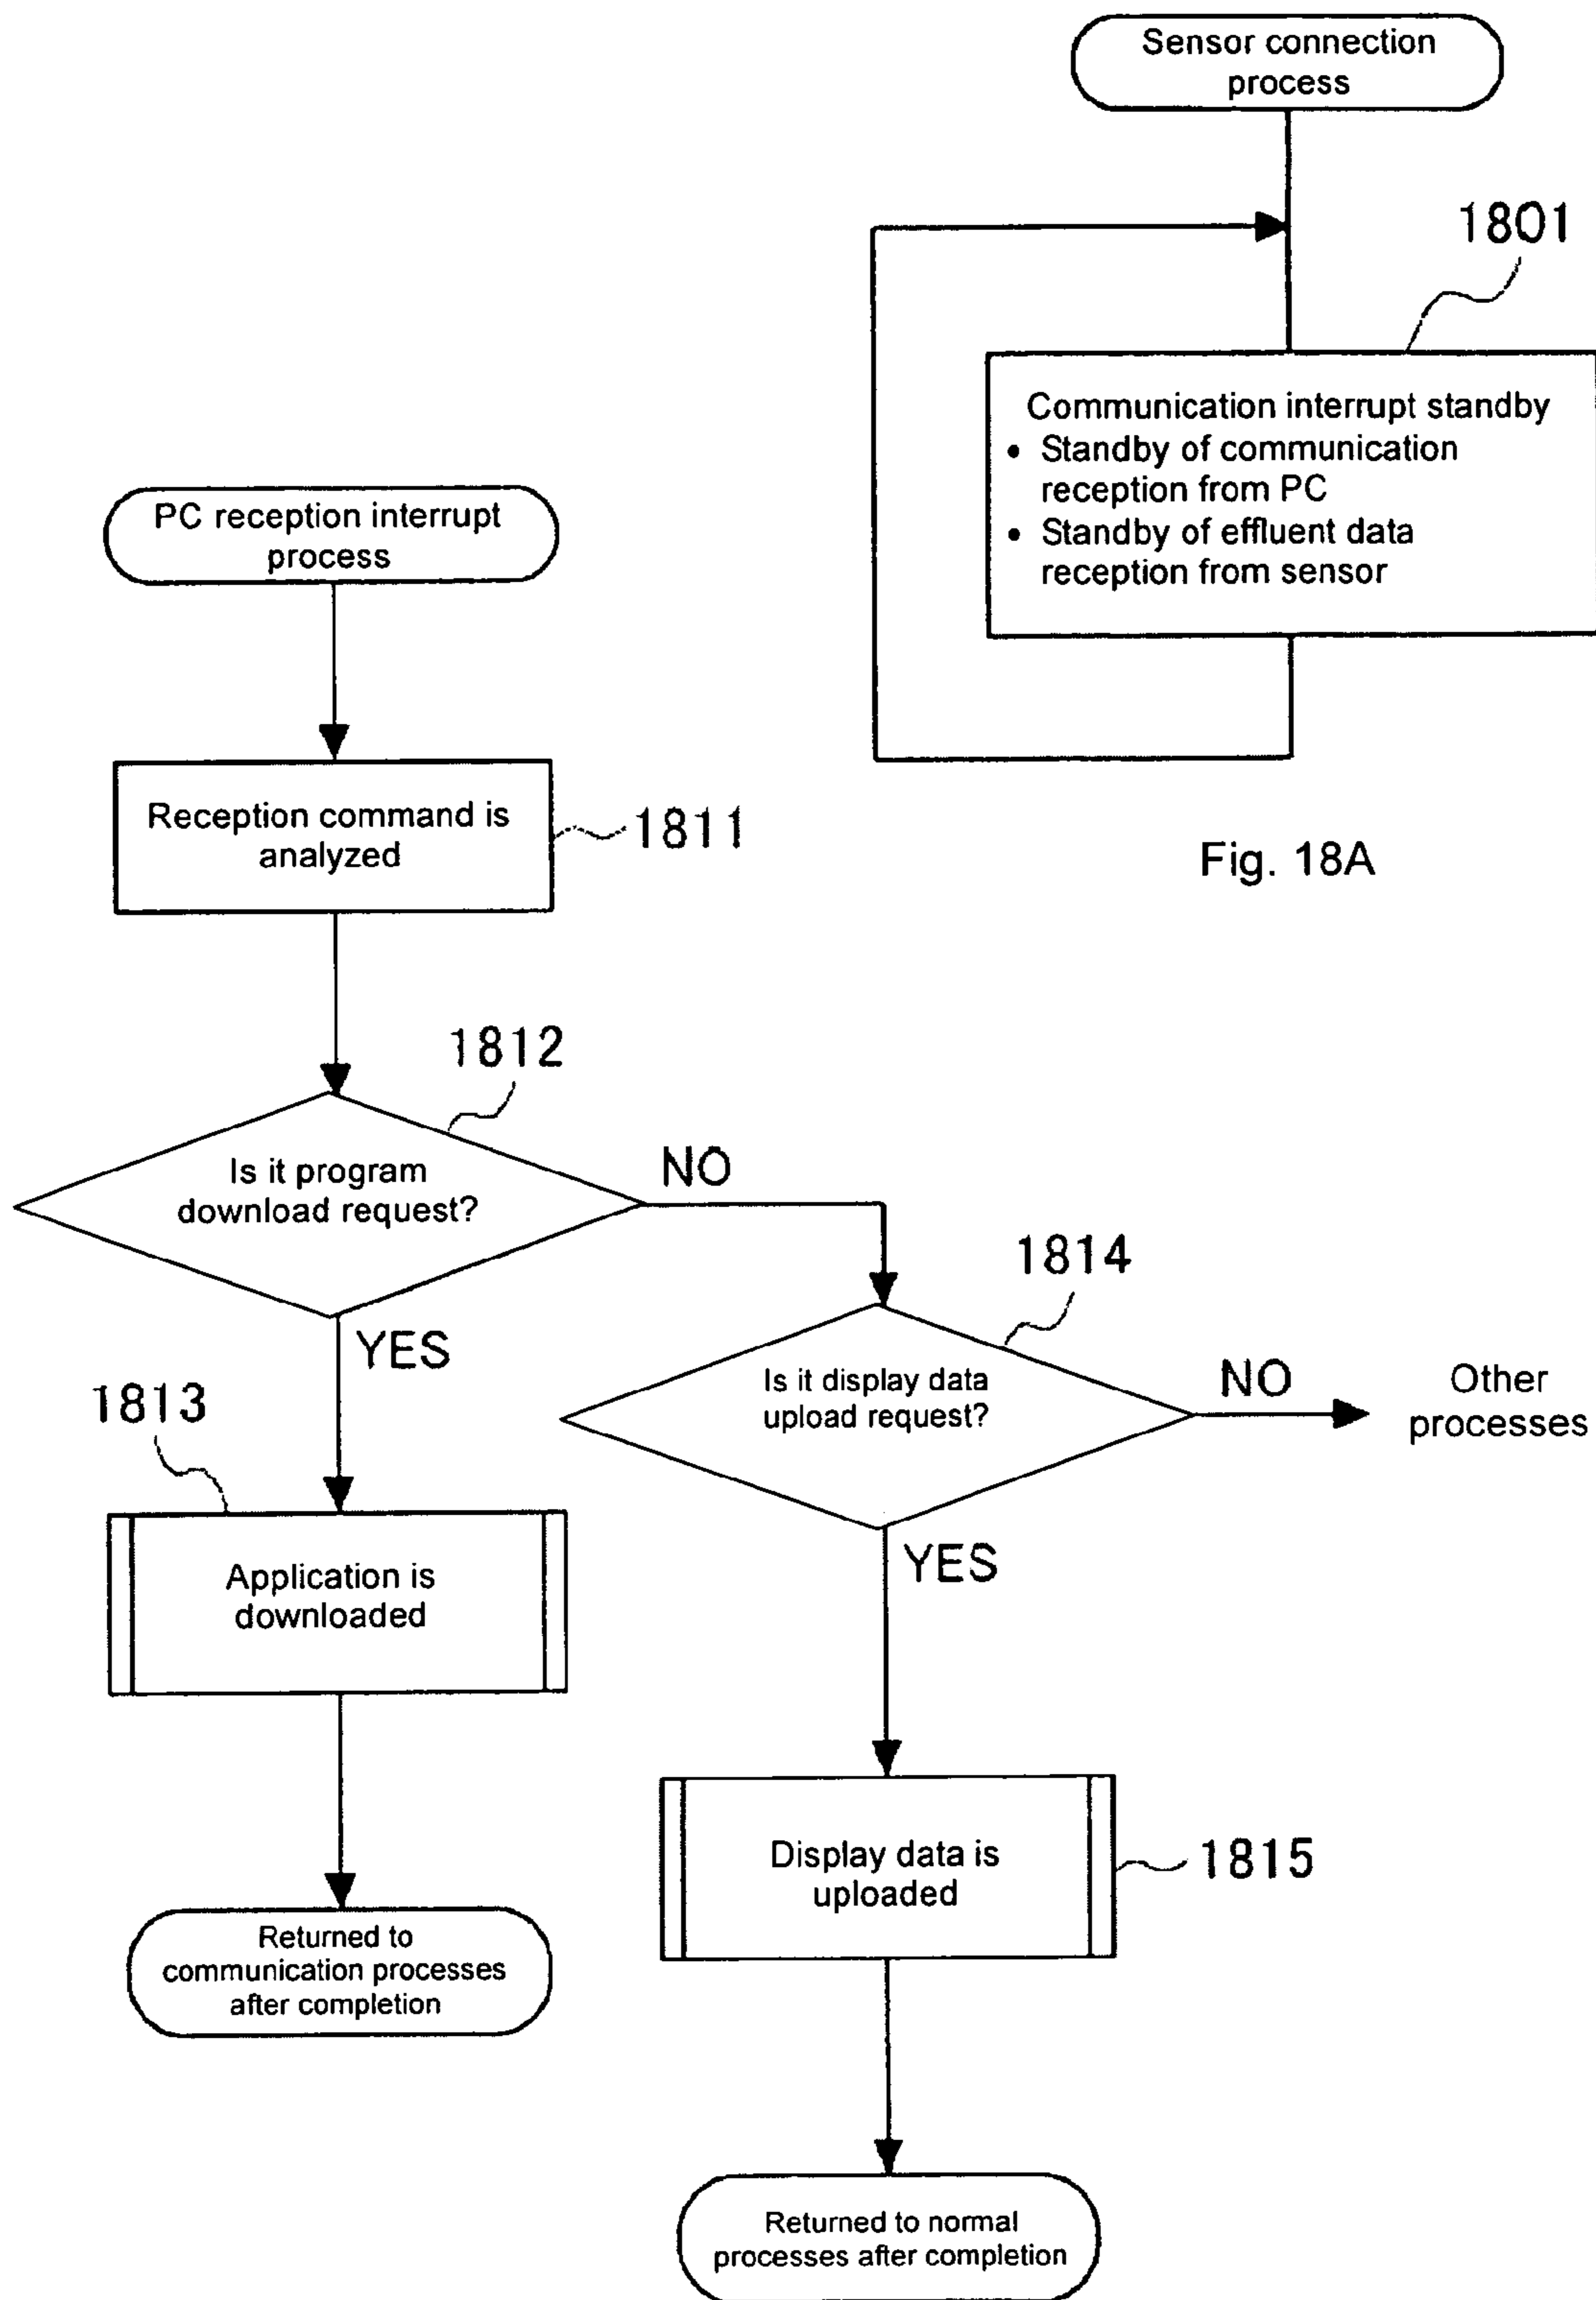 Sensor connection
process
1801
Communication interrupt standby
• Standby of communication
reception from PC
• Standby of effluent data
reception from sensor
Fig. 18A
PC reception interrupt
process
Reception command is
analyzed
1811
1812
Is it program
download request?
NO
YES
1814
Is it display data
upload request?
NO
Other
processes
YES
1813
Application is
downloaded
Returned to
communication processes
after completion
Display data is
uploaded
1815
Returned to normal
processes after completion